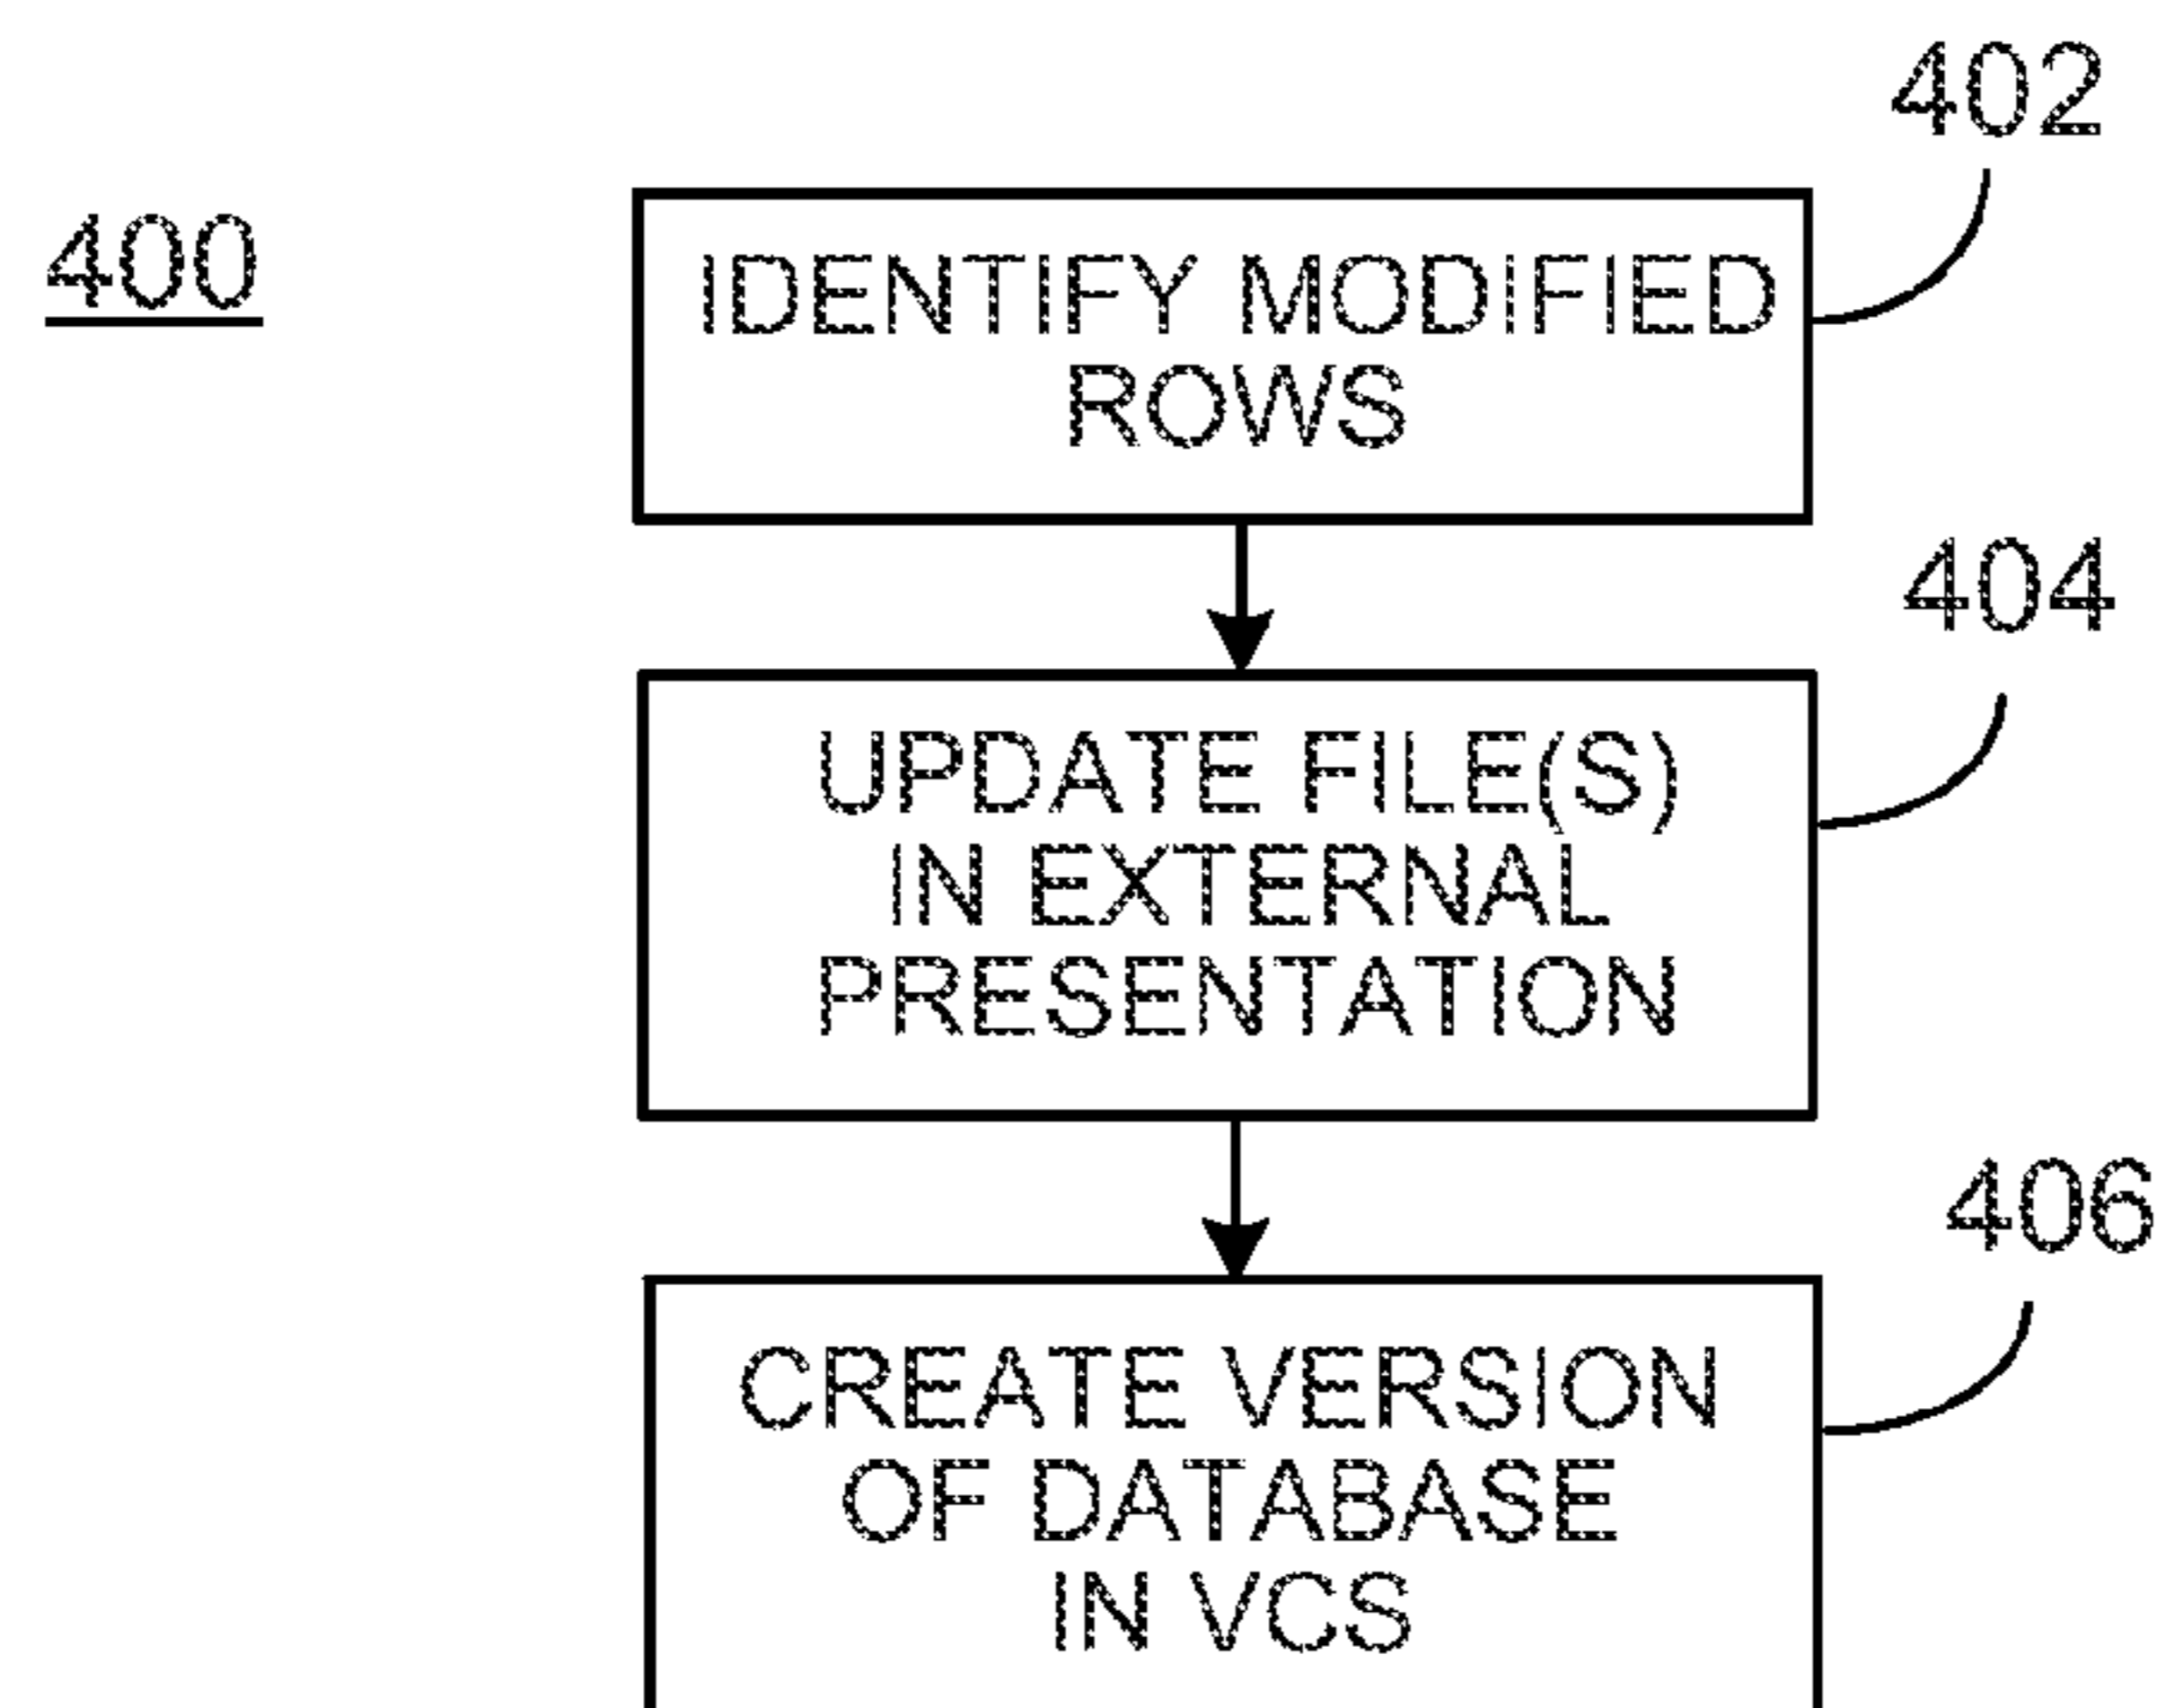 402
400
IDENTIFY MODIFIED
ROWS
404
UPDATE FILE(S)
IN EXTERNAL
PRESENTATION
406
CREATE VERSION
OF DATABASE
IN VCS